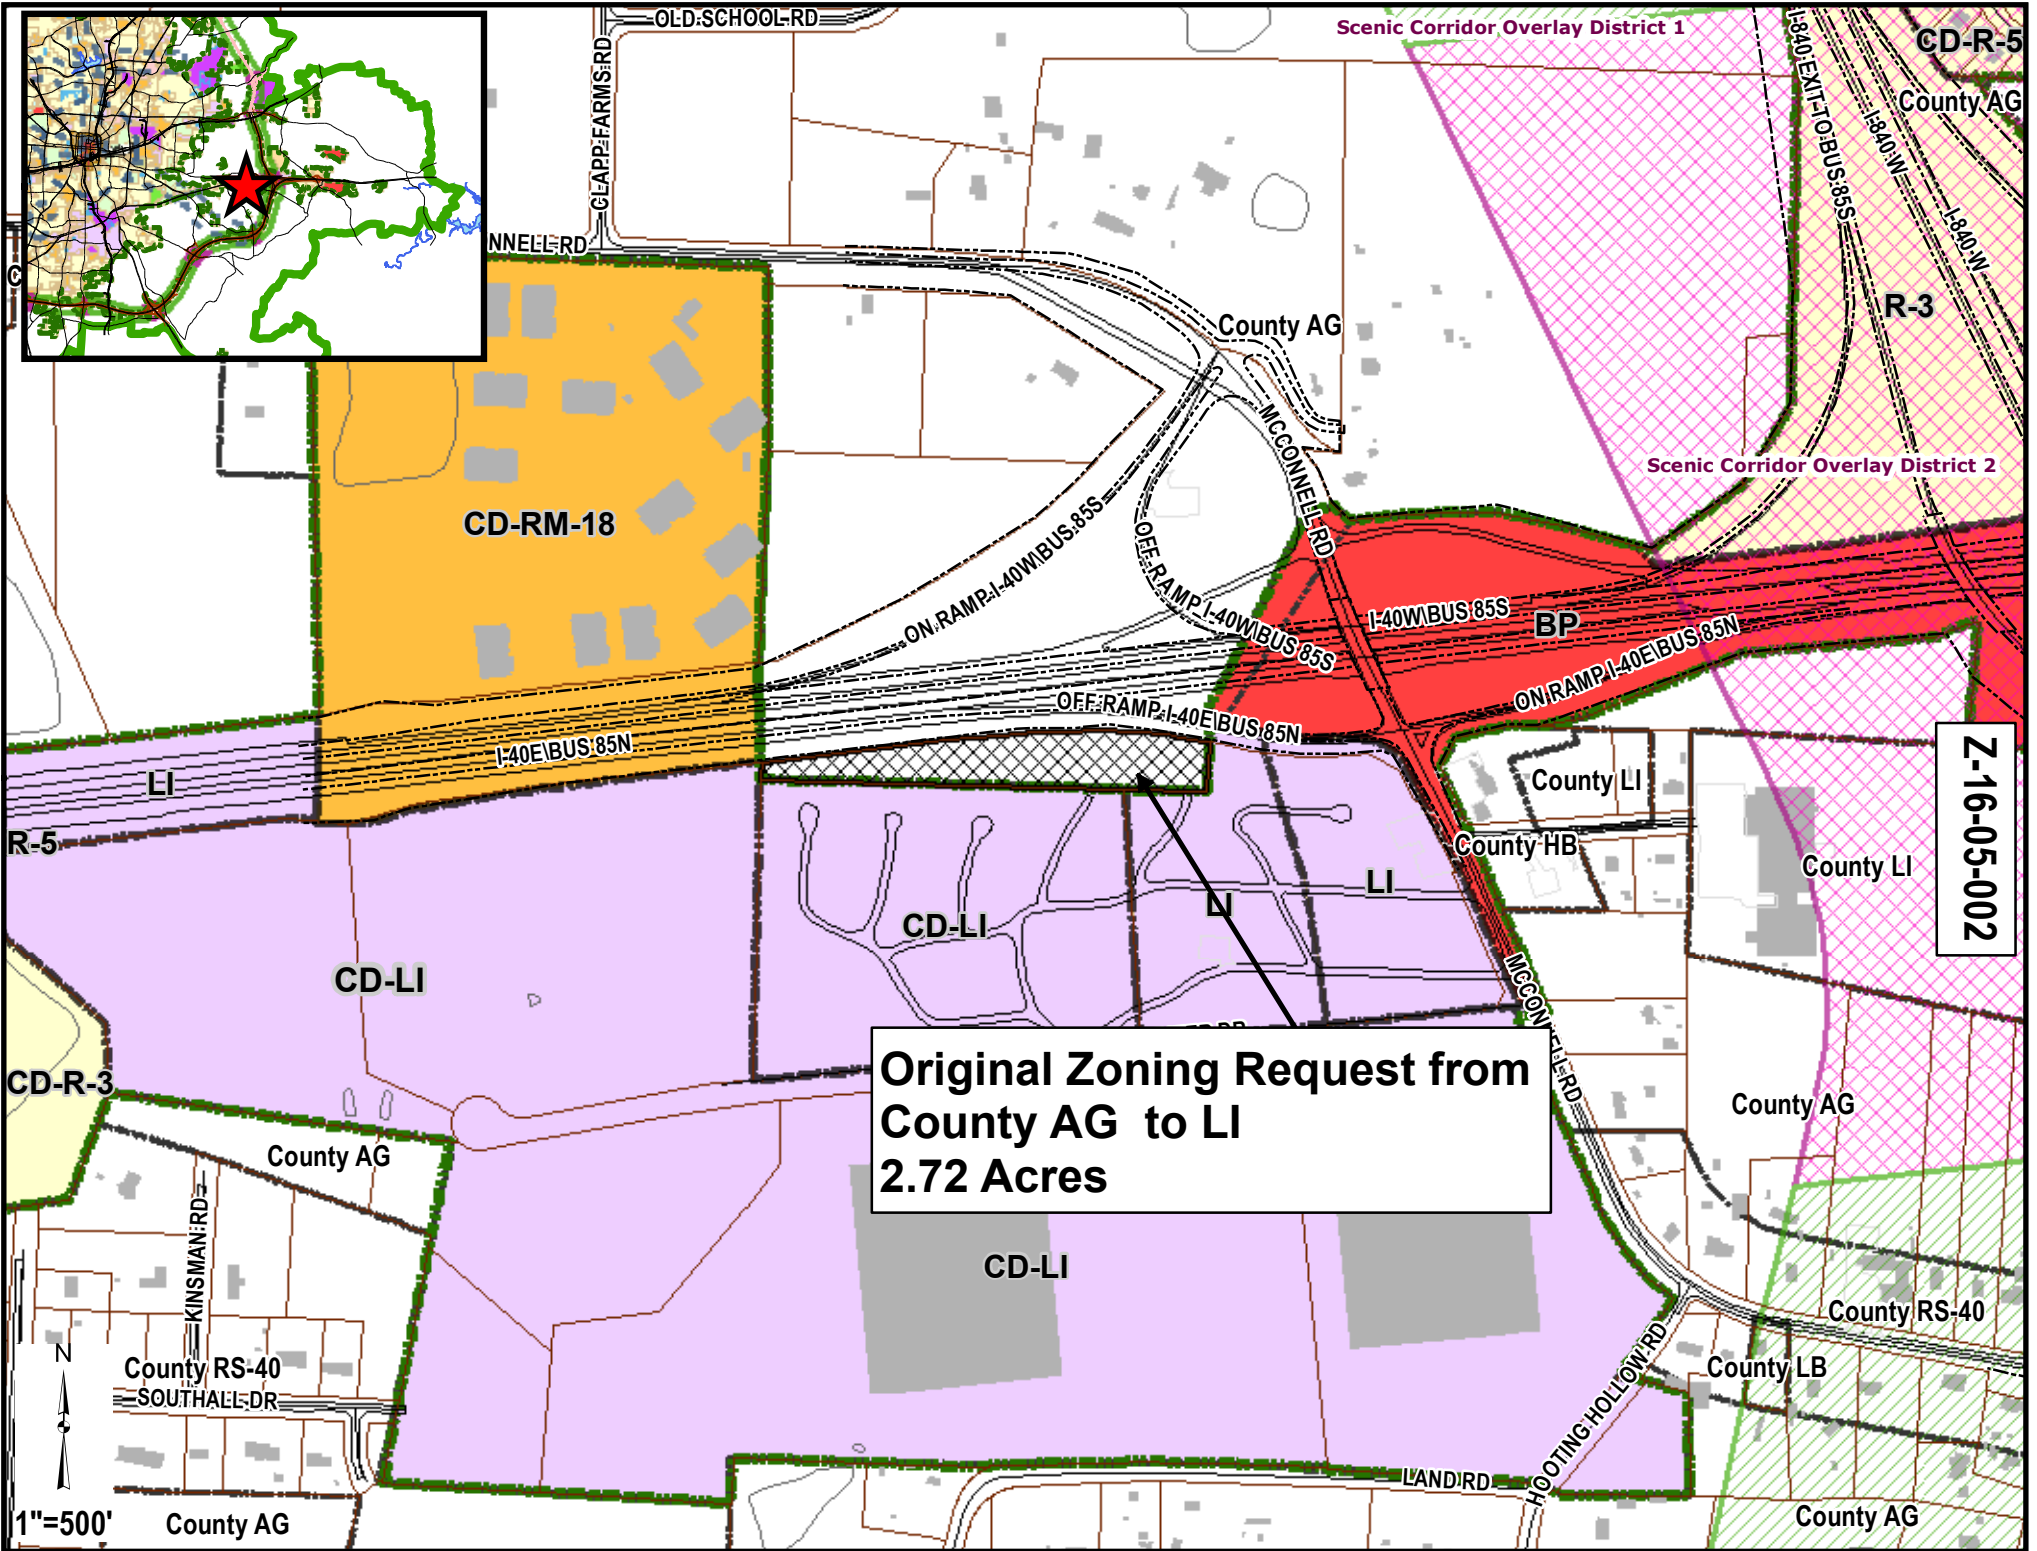 OLD SCHOOL RD
Scenic Corridor Overlay District 1
CD-R-5
I-840 EXIT TO BUS 85S
CLAPP FARMS RD
County AG
I-840 W
I-840 W
NNELL RD
C
R-3
County AG
MCCONNELL RD
Scenic Corridor Overlay District 2
CD-RM-18
ON RAMP I-40W\BUS 85S
OFF RAMP I-40W\BUS 85S
I-40W\BUS 85S
BP
ON RAMP I-40E\BUS 85N
OFF RAMP I-40E\BUS 85N
I-40E\BUS 85N
LI
County LI
Z-16-05-002
R-5
County HB
County LI
LI
LI
CD-LI
CD-LI
MCCONNELL RD
Original Zoning Request from
County AG to LI
2.72 Acres
CD-R-3
County AG
County AG
KINSMAN RD
CD-LI
County RS-40
N
County RS-40
SOUTHALL DR
County LB
HOOTING HOLLOW RD
LAND RD
1"=500'
County AG
County AG